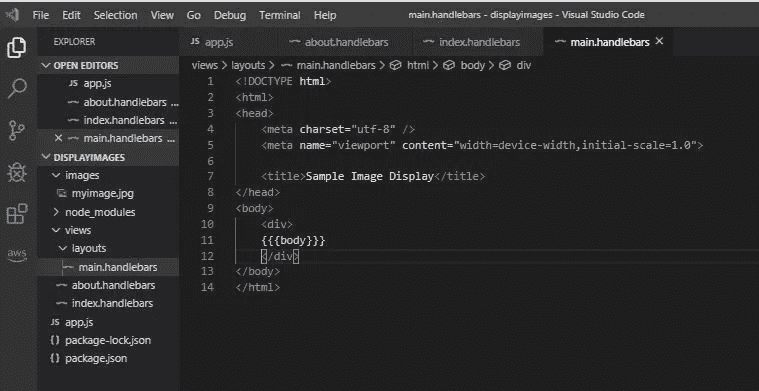 File Edit Selection View Go Debug Terminal Help main.handlebars - displayimages - Visual Studio Code
EXPLORER
OPEN EDITORS
JS app.js
about.handlebars ...
index.handlebars ...
main.handlebars ...
DISPLAYIMAGES
images
myimage.jpg
node_modules
views
layouts
main.handlebars
about.handlebars
index.handlebars
JS app.js
{} package-lock.json
{} package.json
aws
JS app.js about.handlebars index.handlebars main.handlebars
views > layouts > main.handlebars > html > body > div
1 <!DOCTYPE html>
2 <html>
3 <head>
4 <meta charset="utf-8" />
5 <meta name="viewport" content="width=device-width,initial-scale=1.0">
6
7 <title>Sample Image Display</title>
8 </head>
9 <body>
10 <div>
11 {{{body}}}
12 </div>
13 </body>
14 </html>